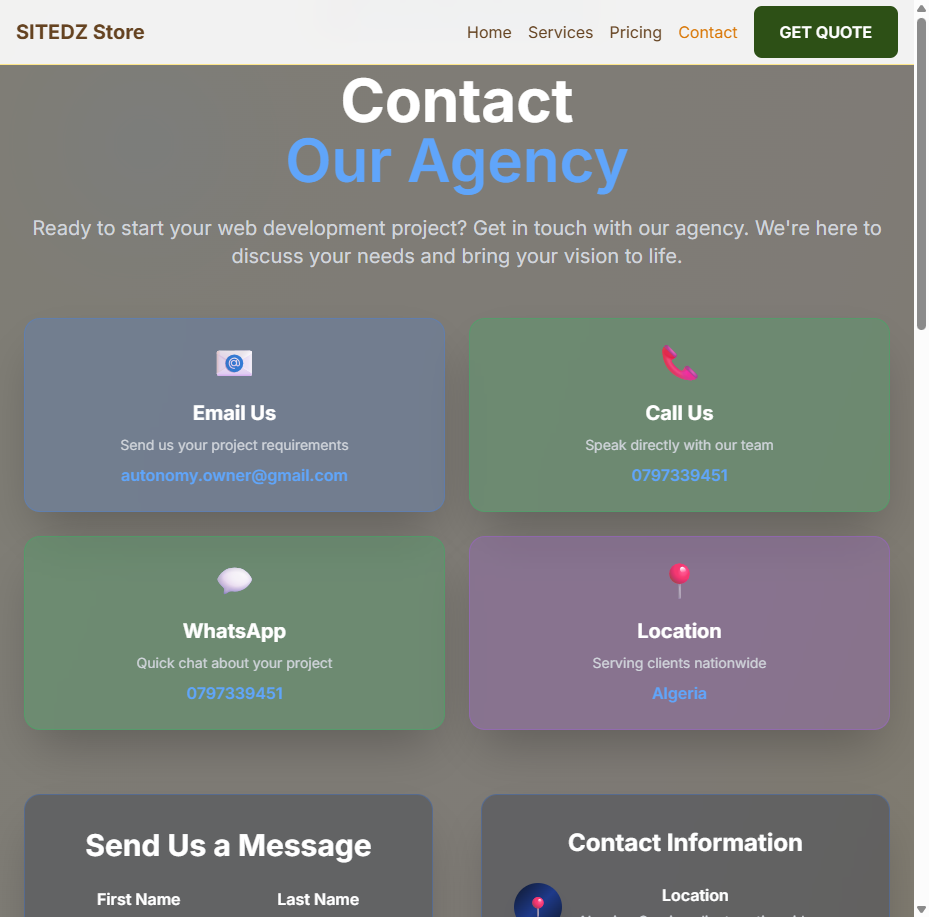 SITEDZ Store
Home Services Pricing Contact GET QUOTE
Contact
Our Agency
Ready to start your web development project? Get in touch with our agency. We're here to
discuss your needs and bring your vision to life.
Email Us
Send us your project requirements
autonomy.owner@gmail.com
Call Us
Speak directly with our team
0797339451
WhatsApp
Quick chat about your project
0797339451
Location
Serving clients nationwide
Algeria
Send Us a Message
First Name Last Name
Contact Information
Location